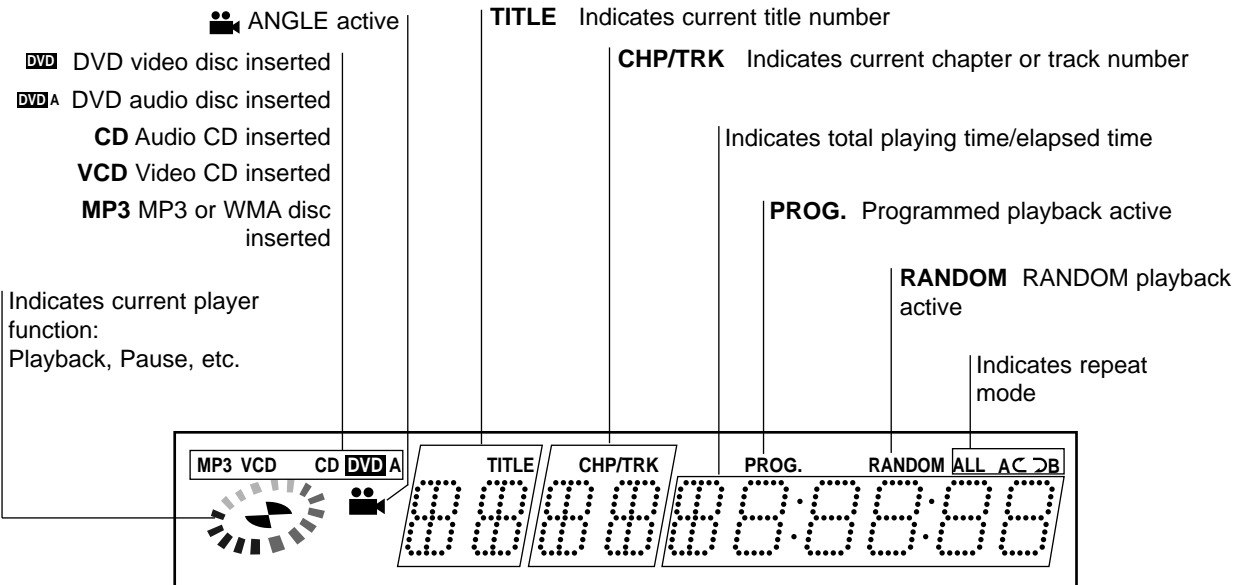 ANGLE active
TITLE Indicates current title number
DVD DVD video disc inserted
CHP/TRK Indicates current chapter or track number
DVD A DVD audio disc inserted
CD Audio CD inserted
Indicates total playing time/elapsed time
VCD Video CD inserted
MP3 MP3 or WMA disc
inserted
PROG. Programmed playback active
RANDOM RANDOM playback
active
Indicates current player
function:
Playback, Pause, etc.
Indicates repeat
mode
MP3 VCD CD DVD A TITLE CHP/TRK PROG. RANDOM ALL A B